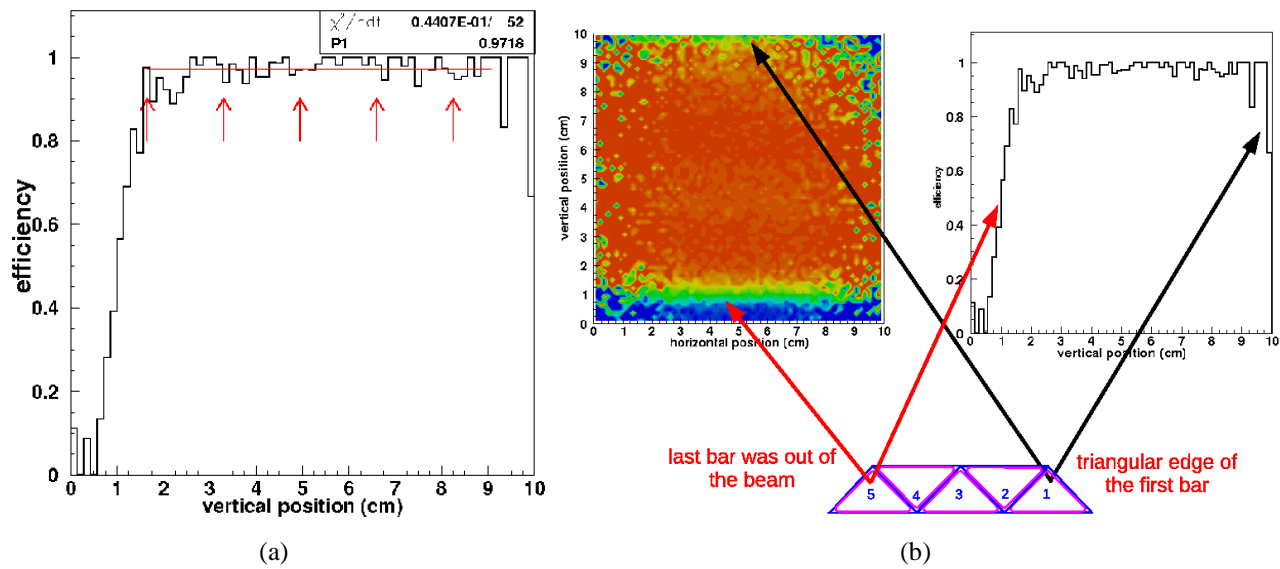 χ²/ndf 0.4407E-01/ 52
P1 0.9718
efficiency
1
0.8
0.6
0.4
0.2
0
0 1 2 3 4 5 6 7 8 9 10
vertical position (cm)
(a)
vertical position (cm)
10
9
8
7
6
5
4
3
2
1
0
0 1 2 3 4 5 6 7 8 9 10
horizontal position (cm)
efficiency
1
0.8
0.6
0.4
0.2
0
0 1 2 3 4 5 6 7 8 9 10
vertical position (cm)
last bar was out of
the beam
5 4 3 2 1
triangular edge of
the first bar
(b)